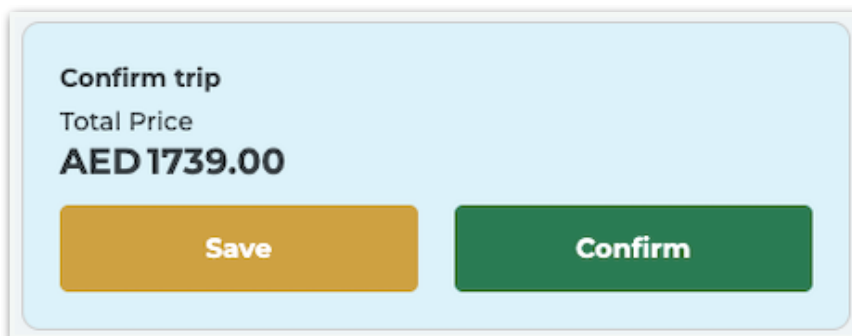 Confirm trip
Total Price
AED 1739.00
Save
Confirm